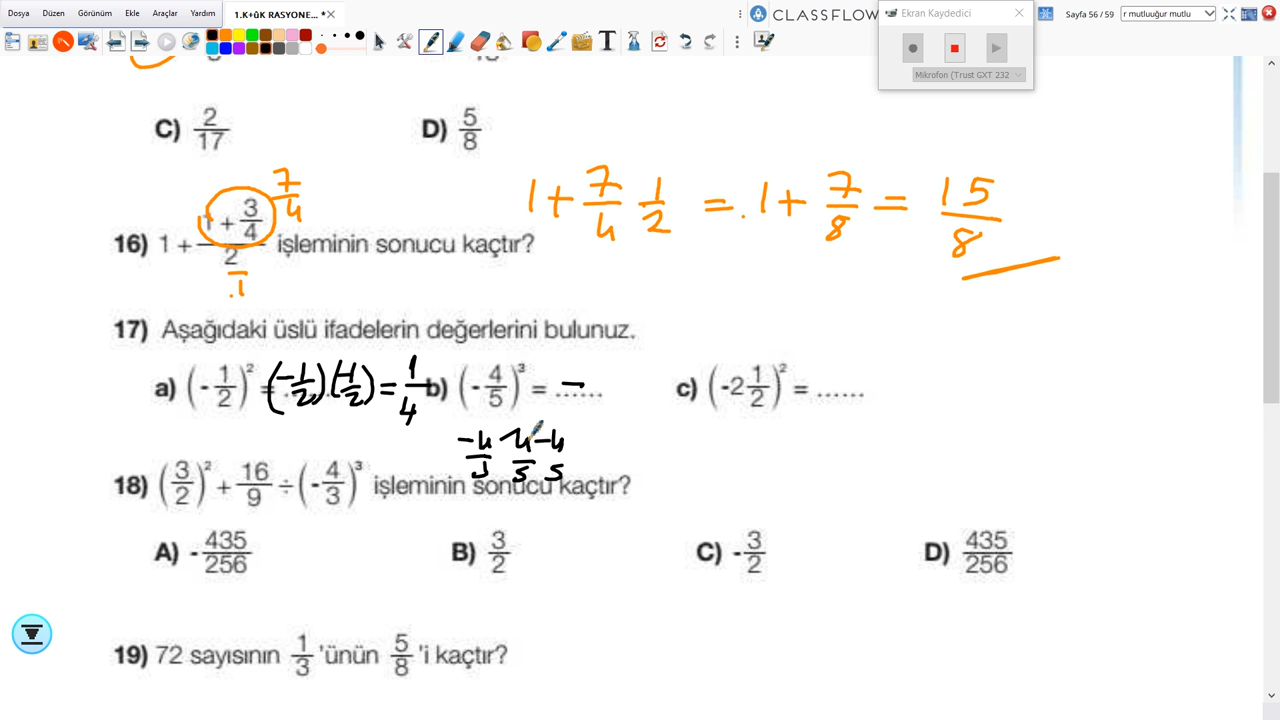 Dosya Düzen Görünüm Ekle Araçlar Yardım 1.K+ûK RASYONE... * CLASSFLOW Ekran Kaydedici Sayfa 56 / 59 r mutluuğur mutlu
Mikrofon (Trust GXT 232
C) 2/17 D) 5/8
7/4
1 + 7/4 1/2 = .1 + 7/8 = 15/8
16) 1 + (1 + 3/4)/2 işleminin sonucu kaçtır?
1
17) Aşağıdaki üslü ifadelerin değerlerini bulunuz.
a) (- 1/2)² = (-1/2)(-1/2) = 1/4 b) (- 4/5)³ = –...... c) (-2 1/2)² = ......
-4/5 -4/5 -4/5
18) (3/2)² + 16/9 ÷ (- 4/3)³ işleminin sonucu kaçtır?
A) - 435/256 B) 3/2 C) - 3/2 D) 435/256
19) 72 sayısının 1/3 'ünün 5/8 'i kaçtır?